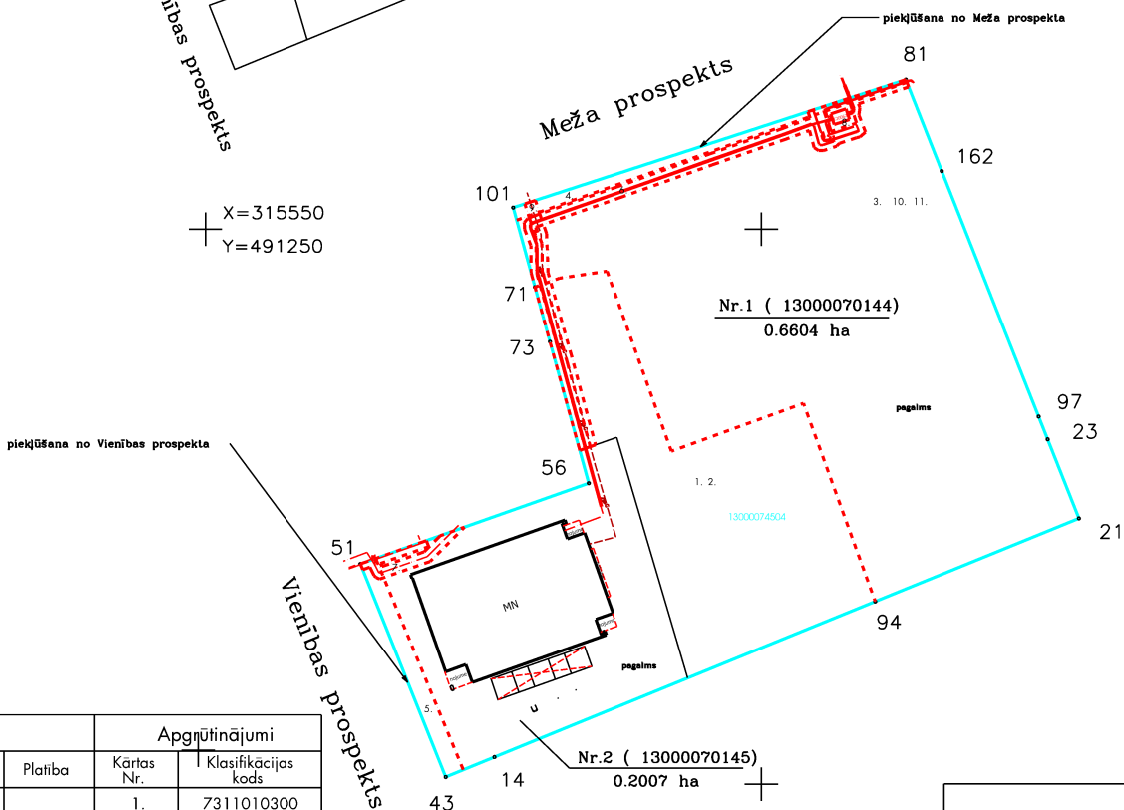 piekļūšana no Meža prospekta
Vienības prospekts
Meža prospekts
81
162
101
X=315550
Y=491250
3. 10. 11.
4.
71
Nr.1 ( 13000070144)
0.6604 ha
73
97
pagalms
23
piekļūšana no Vienības prospekta
56
1. 2.
13000074504
21
51
MN
nojume
nojume
94
pagalms
nojume
Vienības prospekts
5.
u
Apgrūtinājumi
Platība
Kārtas Nr.
Klasifikācijas kods
1.
7311010300
14
43
Nr.2 ( 13000070145)
0.2007 ha